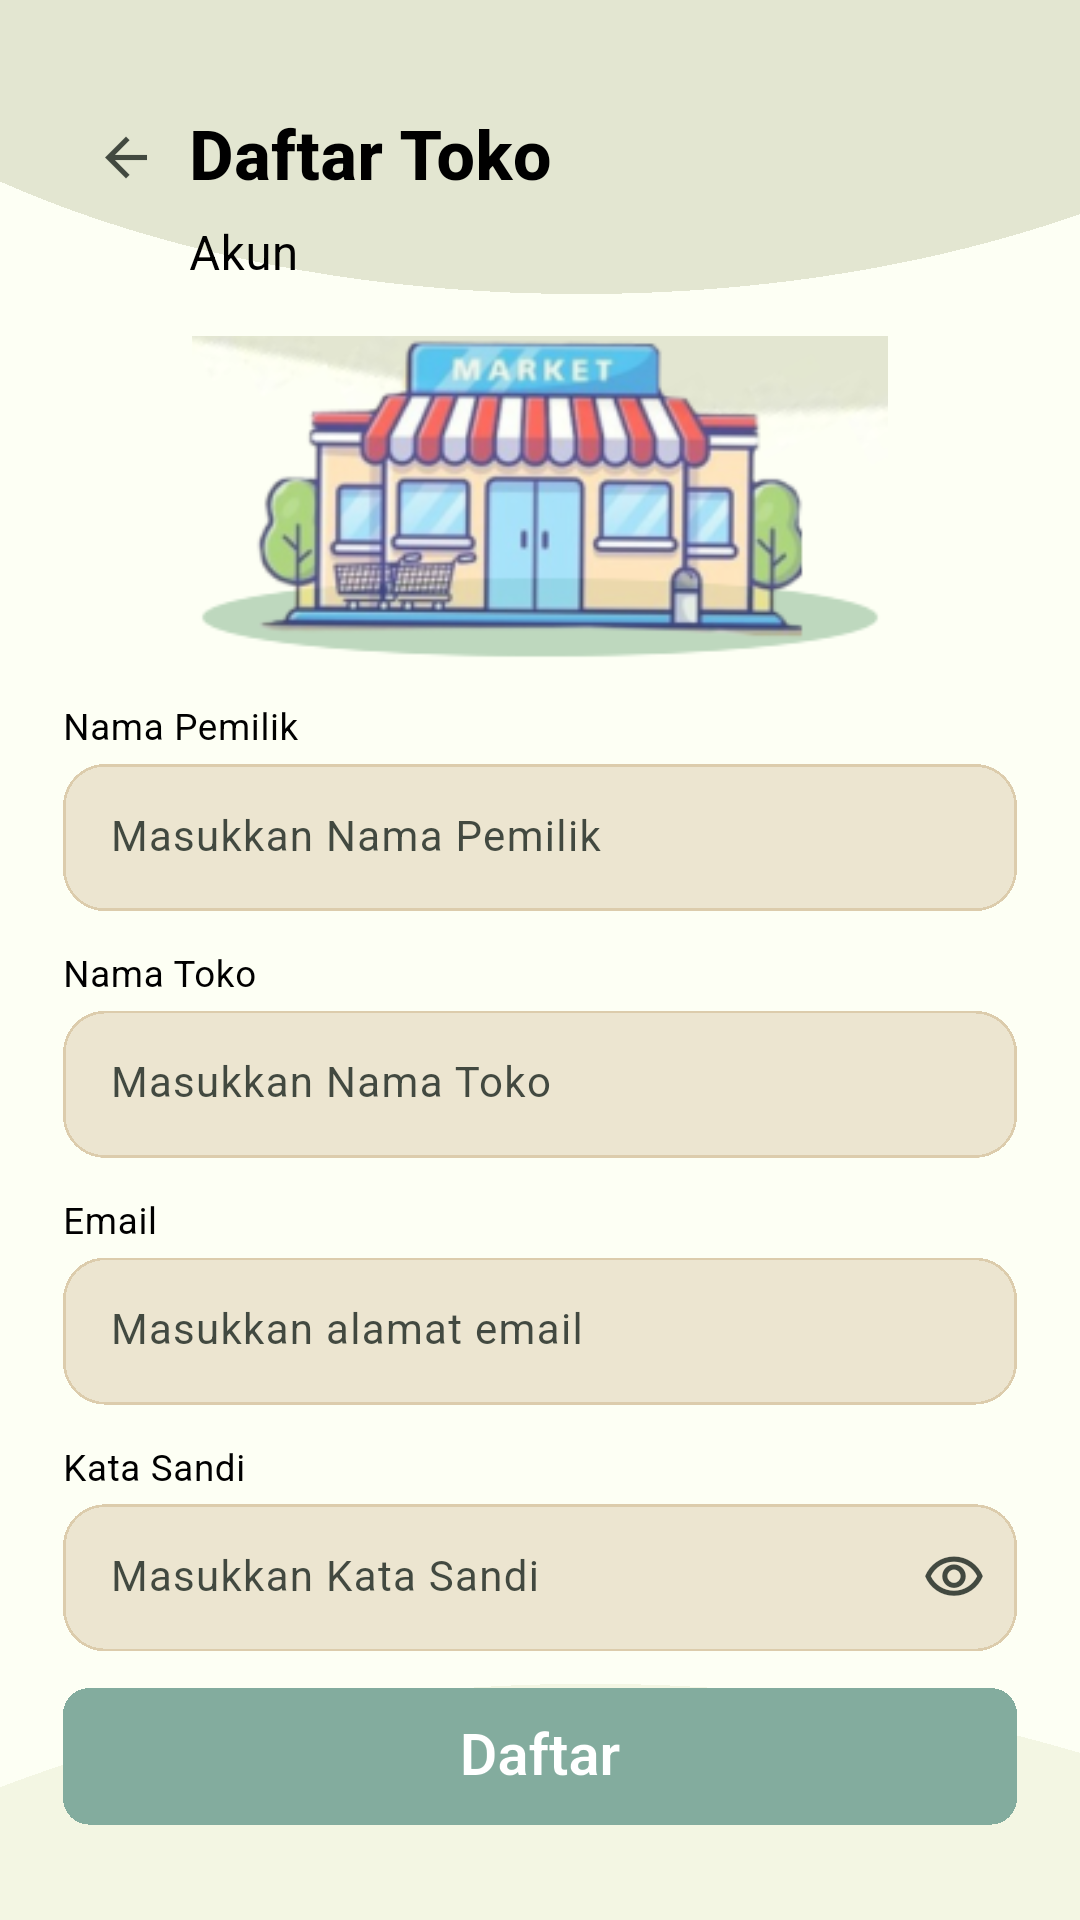 Daftar Toko
Akun
MARKET
Nama Pemilik
Masukkan Nama Pemilik
Nama Toko
Masukkan Nama Toko
Email
Masukkan alamat email
Kata Sandi
Masukkan Kata Sandi
Daftar